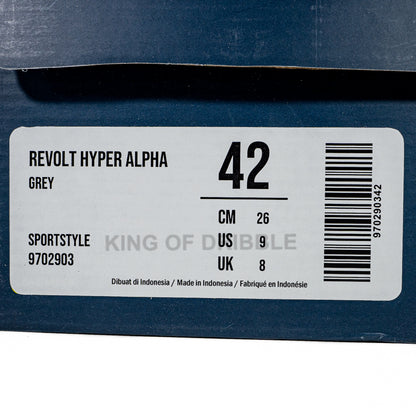 REVOLT HYPER ALPHA
GREY
SPORTSTYLE
9702903
42
CM 26
US 9
UK 8
KING OF DRIBBLE
Dibuat di Indonesia / Made in Indonesia / Fabriqué en Indonésie
970290342